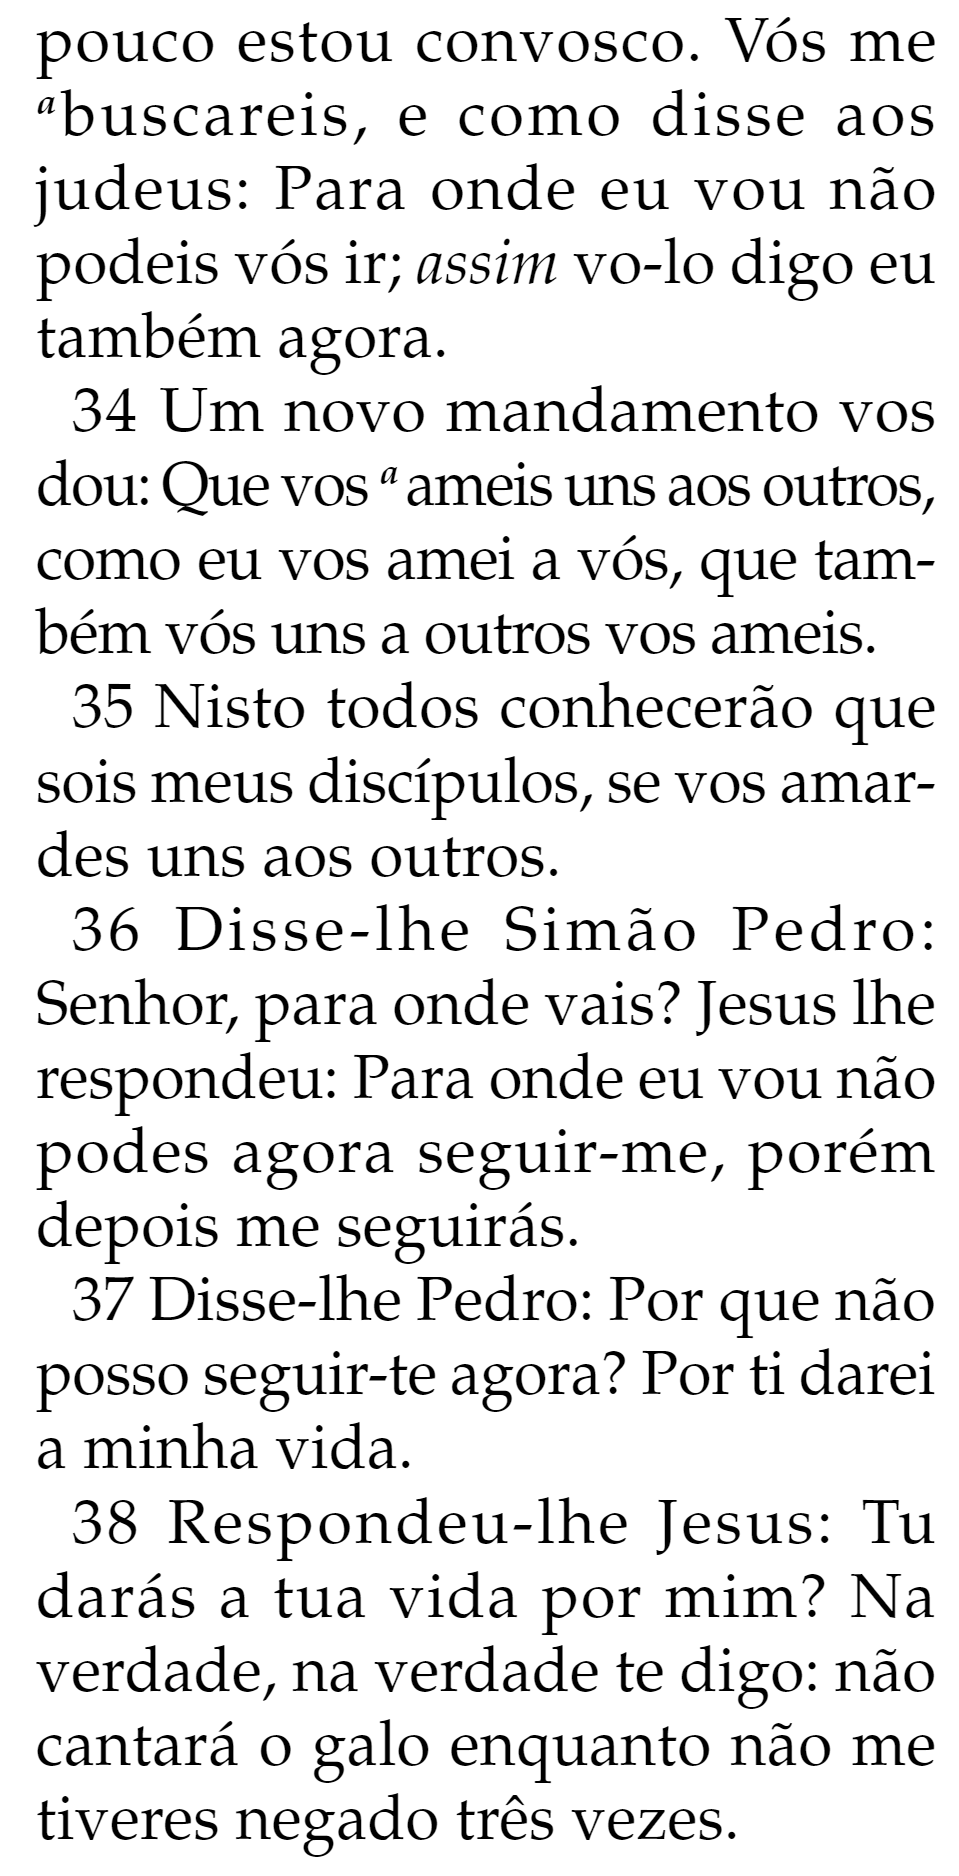 pouco estou convosco. Vós me
ᵃbuscareis, e como disse aos
judeus: Para onde eu vou não
podeis vós ir; assim vo-lo digo eu
também agora.
34 Um novo mandamento vos
dou: Que vos ᵃ ameis uns aos outros,
como eu vos amei a vós, que tam-
bém vós uns a outros vos ameis.
35 Nisto todos conhecerão que
sois meus discípulos, se vos amar-
des uns aos outros.
36 Disse-lhe Simão Pedro:
Senhor, para onde vais? Jesus lhe
respondeu: Para onde eu vou não
podes agora seguir-me, porém
depois me seguirás.
37 Disse-lhe Pedro: Por que não
posso seguir-te agora? Por ti darei
a minha vida.
38 Respondeu-lhe Jesus: Tu
darás a tua vida por mim? Na
verdade, na verdade te digo: não
cantará o galo enquanto não me
tiveres negado três vezes.